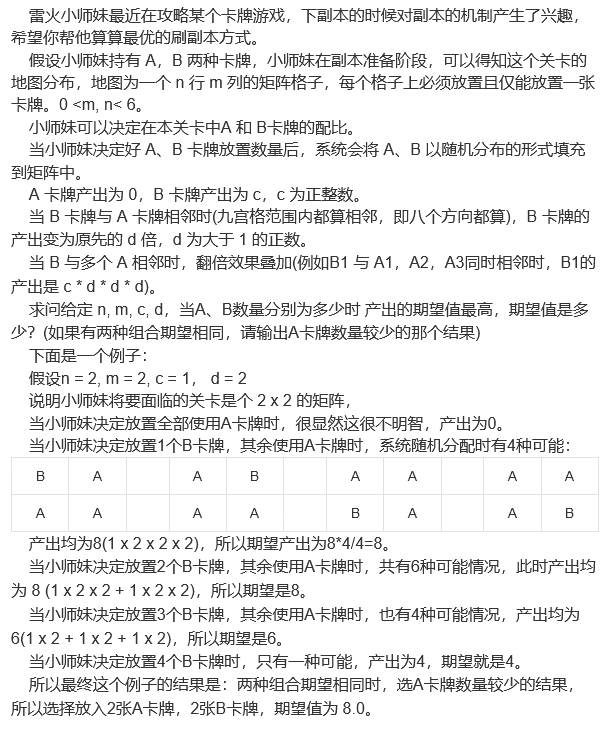 雷火小师妹最近在攻略某个卡牌游戏，下副本的时候对副本的机制产生了兴趣，
希望你帮他算算最优的刷副本方式。
假设小师妹持有 A，B 两种卡牌，小师妹在副本准备阶段，可以得知这个关卡的
地图分布，地图为一个 n 行 m 列的矩阵格子，每个格子上必须放置且仅能放置一张
卡牌。0 <m, n< 6。
小师妹可以决定在本关卡中A 和 B卡牌的配比。
当小师妹决定好 A、B 卡牌放置数量后，系统会将 A、B 以随机分布的形式填充
到矩阵中。
A 卡牌产出为 0，B 卡牌产出为 c，c 为正整数。
当 B 卡牌与 A 卡牌相邻时(九宫格范围内都算相邻，即八个方向都算)，B 卡牌的
产出变为原先的 d 倍，d 为大于 1 的正数。
当 B 与多个 A 相邻时，翻倍效果叠加(例如B1 与 A1，A2，A3同时相邻时，B1的
产出是 c * d * d * d)。
求问给定 n, m, c, d，当A、B数量分别为多少时 产出的期望值最高，期望值是多
少？(如果有两种组合期望相同，请输出A卡牌数量较少的那个结果)
下面是一个例子：
假设n = 2, m = 2, c = 1， d = 2
说明小师妹将要面临的关卡是个 2 x 2 的矩阵，
当小师妹决定放置全部使用A卡牌时，很显然这很不明智，产出为0。
当小师妹决定放置1个B卡牌，其余使用A卡牌时，系统随机分配时有4种可能：
B A A B A A A A
A A A A B A A B
产出均为8(1 x 2 x 2 x 2)，所以期望产出为8*4/4=8。
当小师妹决定放置2个B卡牌，其余使用A卡牌时，共有6种可能情况，此时产出均
为 8 (1 x 2 x 2 + 1 x 2 x 2)，所以期望是8。
当小师妹决定放置3个B卡牌，其余使用A卡牌时，也有4种可能情况，产出均为
6(1 x 2 + 1 x 2 + 1 x 2)，所以期望是6。
当小师妹决定放置4个B卡牌时，只有一种可能，产出为4，期望就是4。
所以最终这个例子的结果是：两种组合期望相同时，选A卡牌数量较少的结果，
所以选择放入2张A卡牌，2张B卡牌，期望值为 8.0。